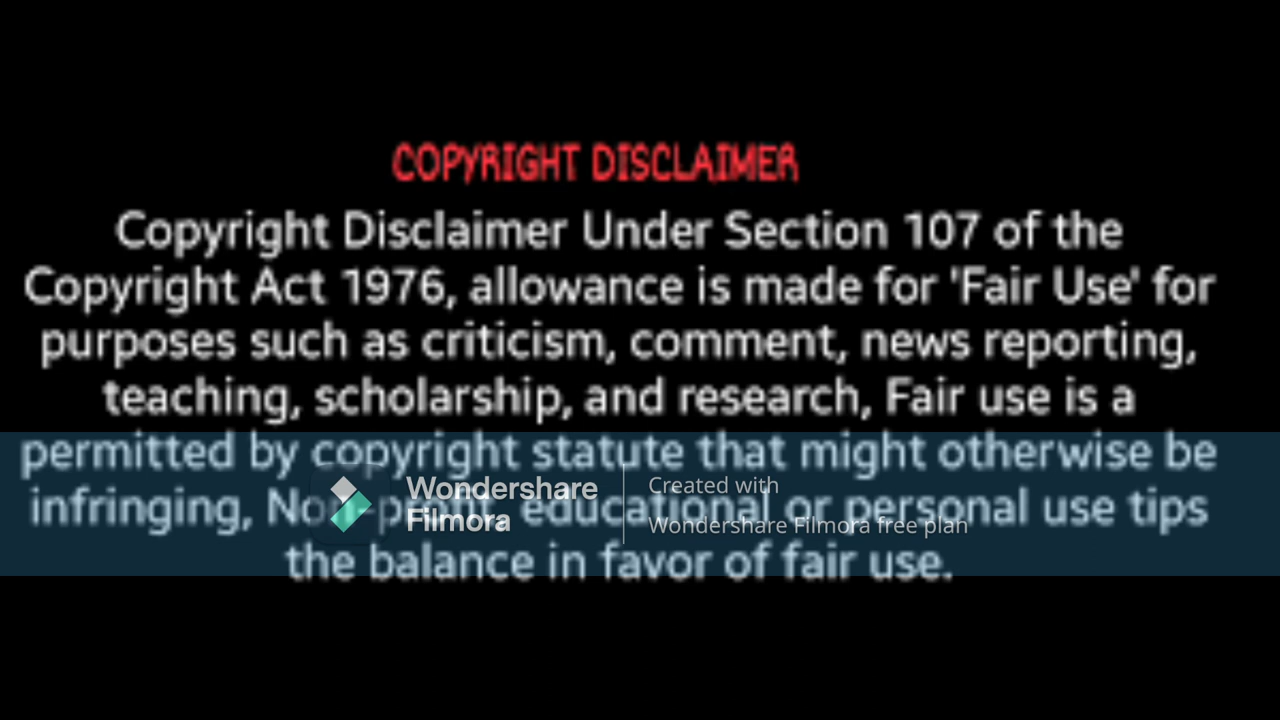 COPYRIGHT DISCLAIMER
Copyright Disclaimer Under Section 107 of the
Copyright Act 1976, allowance is made for 'Fair Use' for
purposes such as criticism, comment, news reporting,
teaching, scholarship, and research, Fair use is a
permitted by copyright statute that might otherwise be
infringing, educational or personal use tips
the balance in favor of fair use.
Wondershare
Filmora
Created with
Wondershare Filmora free plan